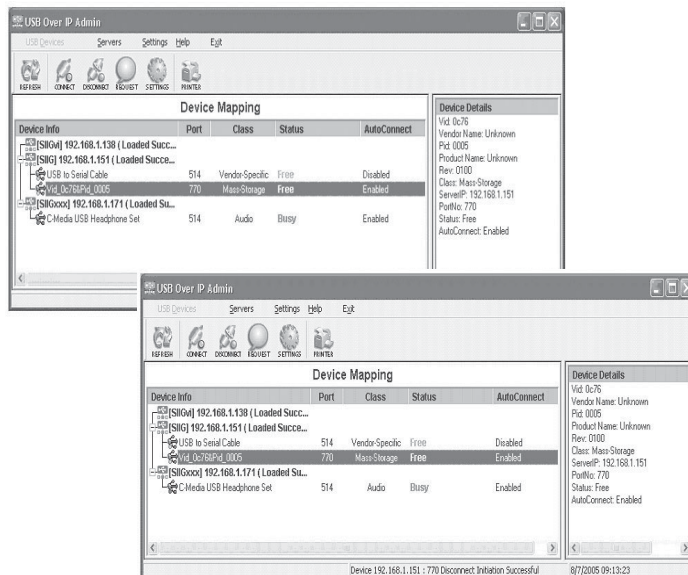 USB Over IP Admin
USB Devices Servers Settings Help Exit
REFRESH CONNECT DISCONNECT REQUEST SETTINGS PRINTER
Device Mapping
Device Info Port Class Status AutoConnect
[SIIGvi] 192.168.1.138 ( Loaded Succ...
[SIIG] 192.168.1.151 ( Loaded Succe...
USB to Serial Cable 514 Vendor-Specific Free Disabled
Vid_0c76&Pid_0005 770 Mass-Storage Free Enabled
[SIIGxxx] 192.168.1.171 ( Loaded Su...
C-Media USB Headphone Set 514 Audio Busy Enabled
Device Details
Vid: 0c76
Vendor Name: Unknown
Pid: 0005
Product Name: Unknown
Rev: 0100
Class: Mass-Storage
ServerIP: 192.168.1.151
PortNo: 770
Status: Free
AutoConnect: Enabled
USB Over IP Admin
USB Devices Servers Settings Help Exit
REFRESH CONNECT DISCONNECT REQUEST SETTINGS PRINTER
Device Mapping
Device Info Port Class Status AutoConnect
[SIIGvi] 192.168.1.138 ( Loaded Succ...
[SIIG] 192.168.1.151 ( Loaded Succe...
USB to Serial Cable 514 Vendor-Specific Free Disabled
Vid_0c76&Pid_0005 770 Mass-Storage Free Enabled
[SIIGxxx] 192.168.1.171 ( Loaded Su...
C-Media USB Headphone Set 514 Audio Busy Enabled
Device Details
Vid: 0c76
Vendor Name: Unknown
Pid: 0005
Product Name: Unknown
Rev: 0100
Class: Mass-Storage
ServerIP: 192.168.1.151
PortNo: 770
Status: Free
AutoConnect: Enabled
Device 192.168.1.151 : 770 Disconnect Initiation Successful 8/7/2005 09:13:23